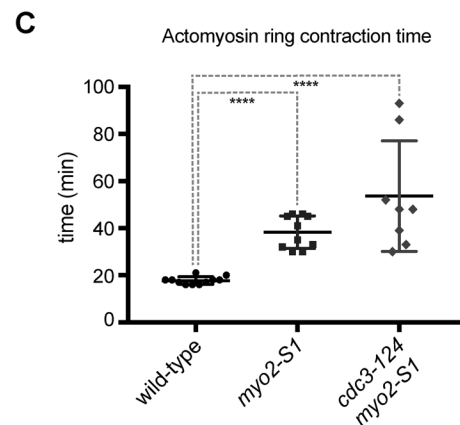 C
Actomyosin ring contraction time
****
****
time (min)
100
80
60
40
20
0
wild-type
myo2-S1
cdc3-124
myo2-S1